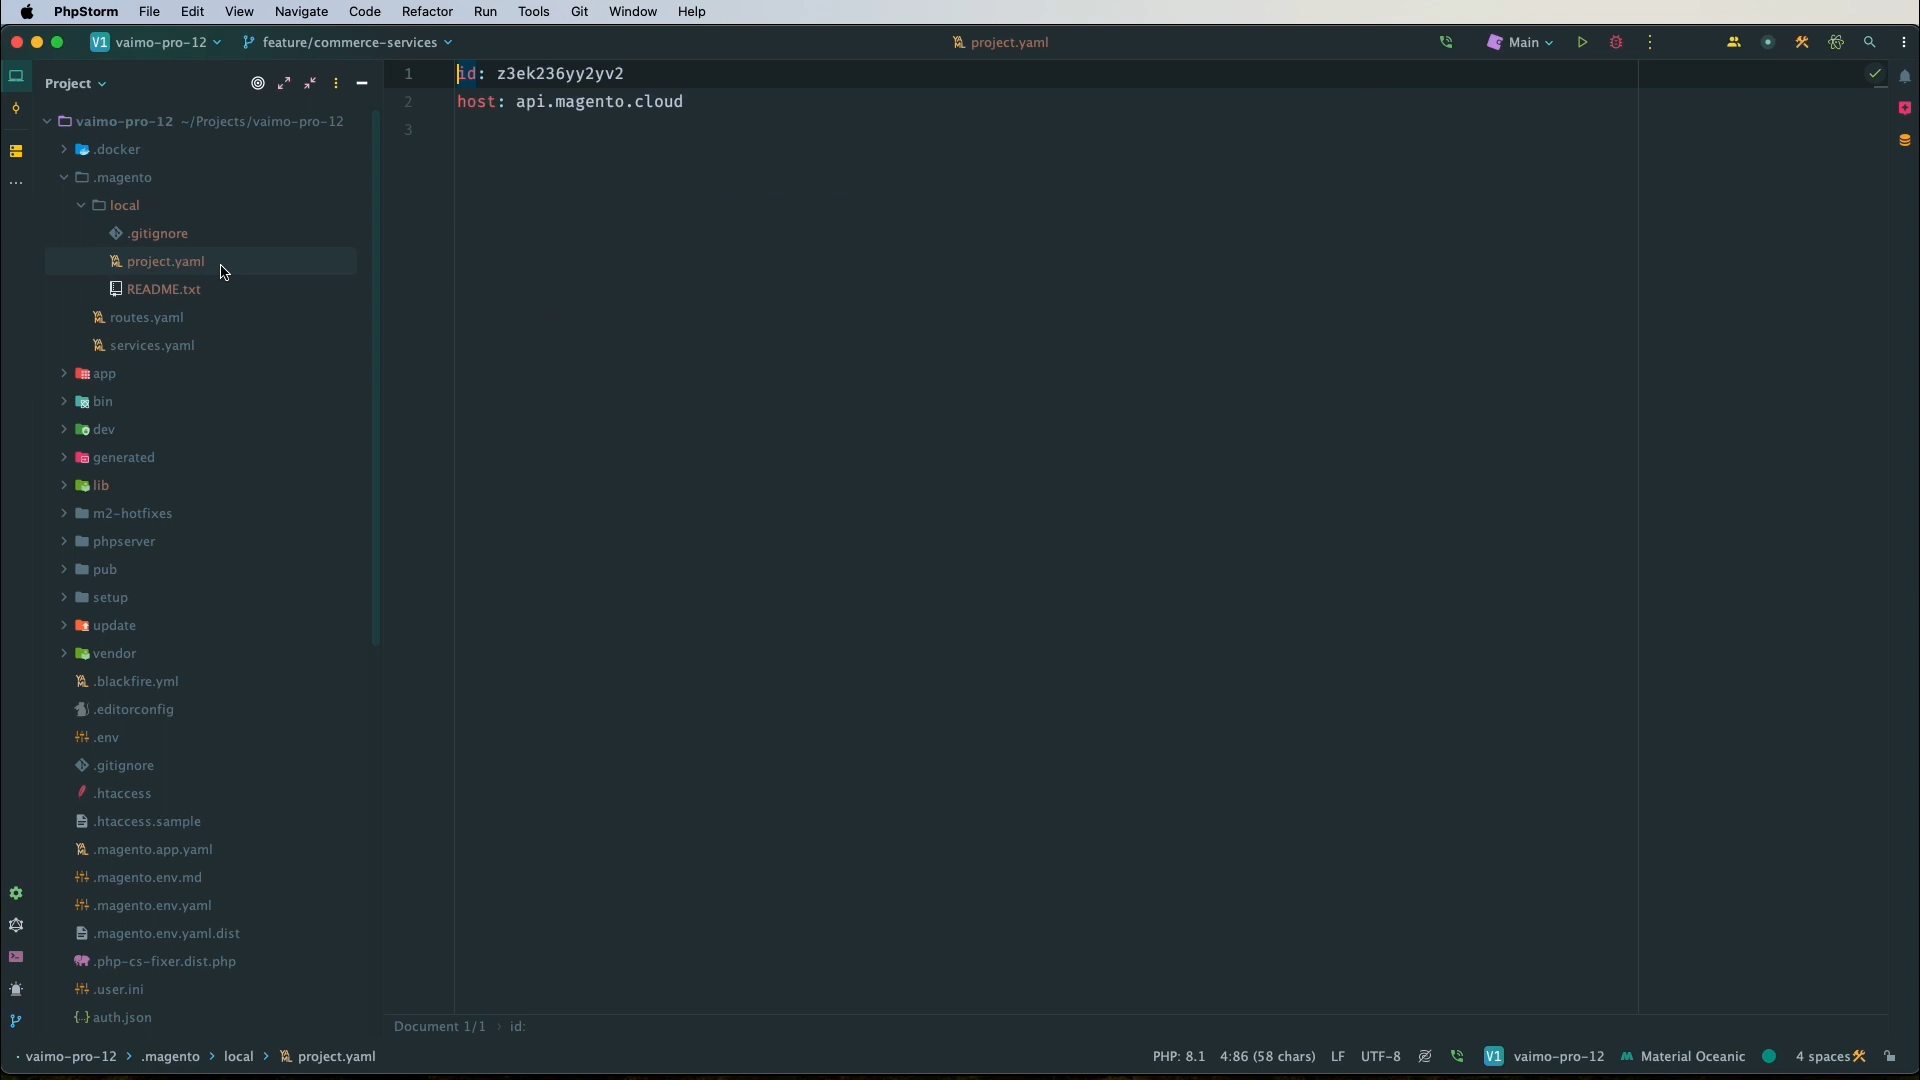 PhpStorm File Edit View Navigate Code Refactor Run Tools Git Window Help
V1 vaimo-pro-12 feature/commerce-services project.yaml Main
Project
vaimo-pro-12 ~/Projects/vaimo-pro-12
.docker
.magento
local
.gitignore
project.yaml
README.txt
routes.yaml
services.yaml
app
bin
dev
generated
lib
m2-hotfixes
phpserver
pub
setup
update
vendor
.blackfire.yml
.editorconfig
.env
.gitignore
.htaccess
.htaccess.sample
.magento.app.yaml
.magento.env.md
.magento.env.yaml
.magento.env.yaml.dist
.php-cs-fixer.dist.php
.user.ini
auth.json
1 id: z3ek236yy2yv2
2 host: api.magento.cloud
3
Document 1/1 › id:
vaimo-pro-12 › .magento › local › project.yaml PHP: 8.1 4:86 (58 chars) LF UTF-8 V1 vaimo-pro-12 Material Oceanic 4 spaces